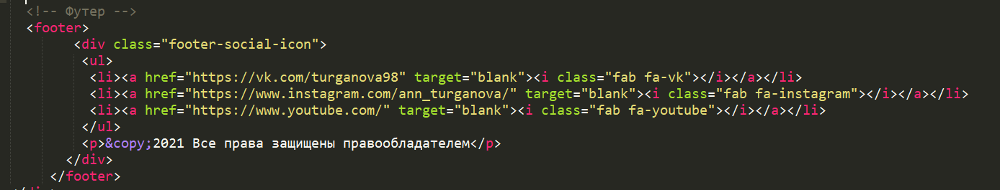 <!-- Футер -->
<footer>
<div class="footer-social-icon">
<ul>
<li><a href="https://vk.com/turganova98" target="blank"><i class="fab fa-vk"></i></a></li>
<li><a href="https://www.instagram.com/ann_turganova/" target="blank"><i class="fab fa-instagram"></i></a></li>
<li><a href="https://www.youtube.com/" target="blank"><i class="fab fa-youtube"></i></a></li>
</ul>
<p>&copy;2021 Все права защищены правообладателем</p>
</div>
</footer>